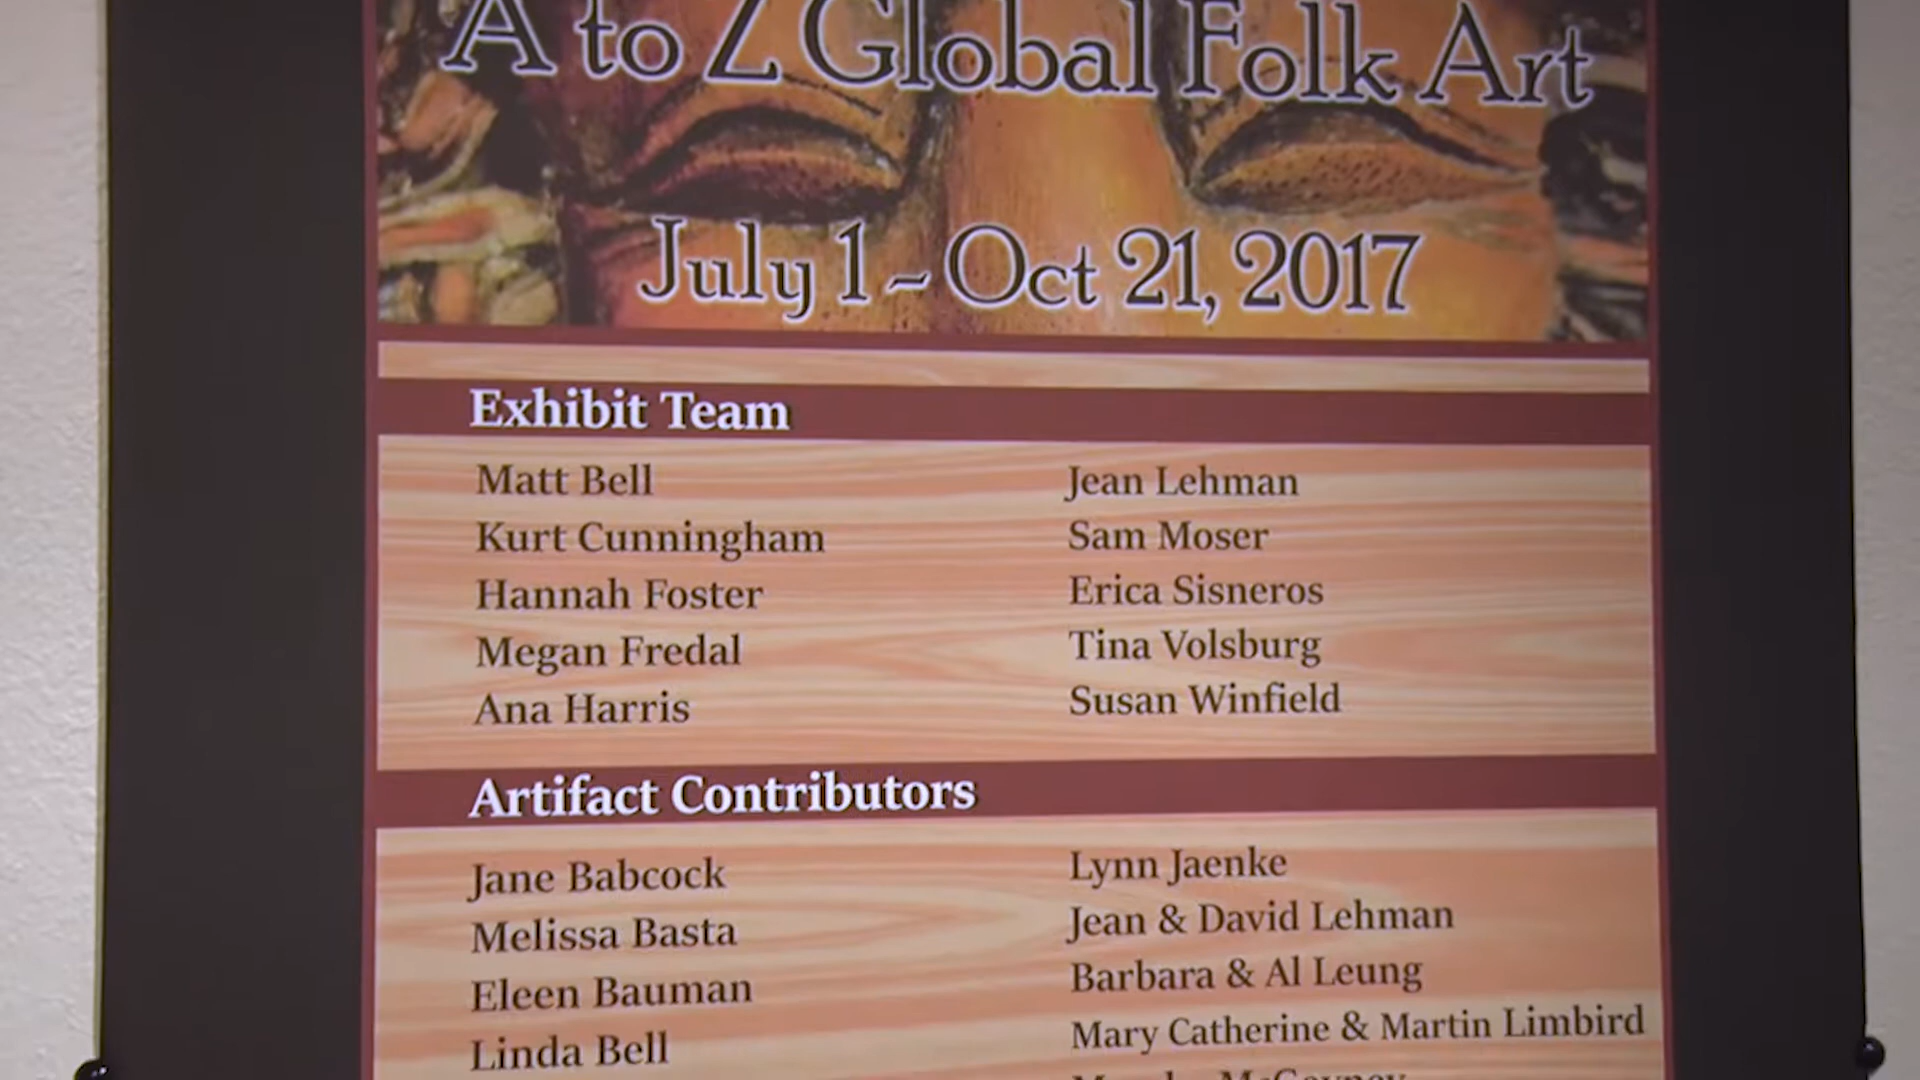 A to Z Global Folk Art
July 1 - Oct 21, 2017
Exhibit Team
Matt Bell
Kurt Cunningham
Hannah Foster
Megan Fredal
Ana Harris
Jean Lehman
Sam Moser
Erica Sisneros
Tina Volsburg
Susan Winfield
Artifact Contributors
Jane Babcock
Melissa Basta
Eleen Bauman
Linda Bell
Lynn Jaenke
Jean & David Lehman
Barbara & Al Leung
Mary Catherine & Martin Limbird